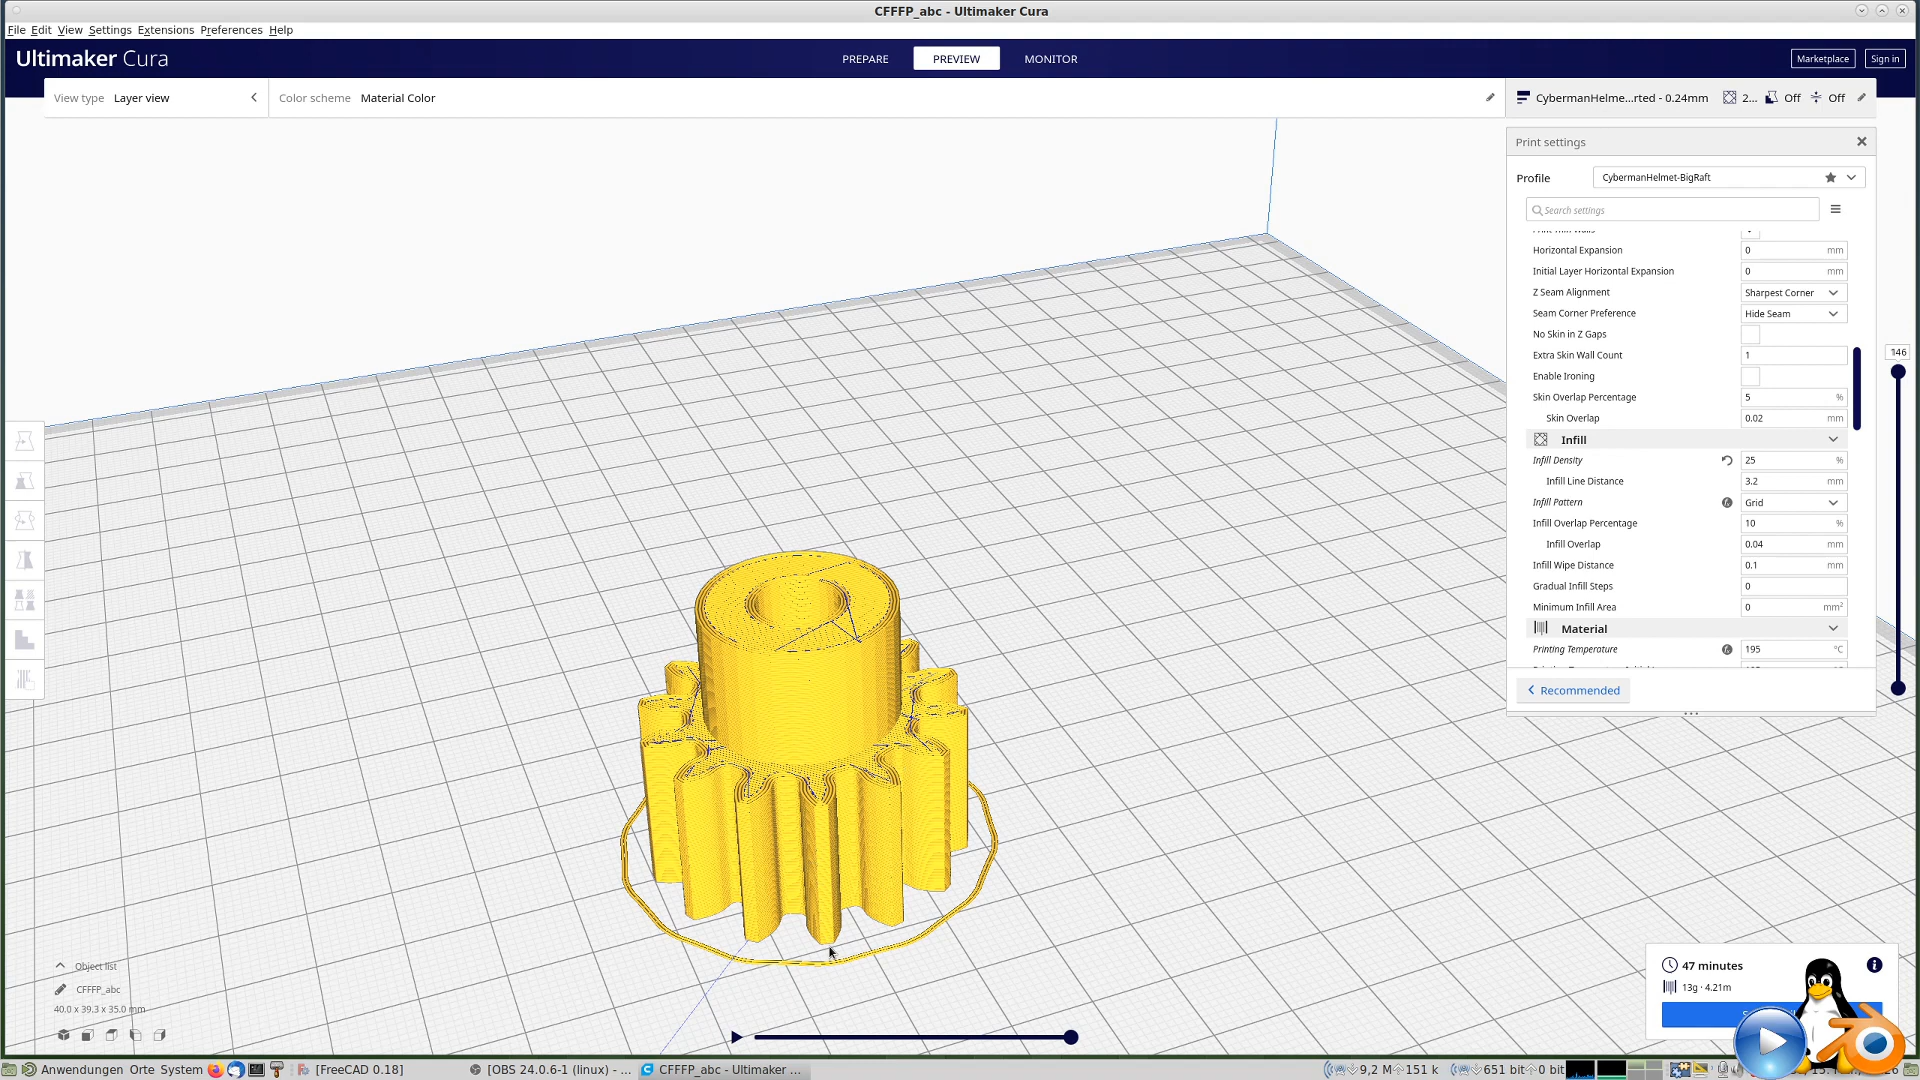 CFFFP_abc - Ultimaker Cura
File Edit View Settings Extensions Preferences Help
Ultimaker Cura
PREPARE
PREVIEW
MONITOR
Marketplace
Sign in
View type Layer view
Color scheme Material Color
CybermanHelme...rted - 0.24mm
2...
Off
Off
Print settings
Profile
CybermanHelmet-BigRaft
Search settings
Horizontal Expansion 0 mm
Initial Layer Horizontal Expansion 0 mm
Z Seam Alignment Sharpest Corner
Seam Corner Preference Hide Seam
No Skin in Z Gaps
Extra Skin Wall Count 1
Enable Ironing
Skin Overlap Percentage 5 %
Skin Overlap 0.02 mm
Infill
Infill Density 25 %
Infill Line Distance 3.2 mm
Infill Pattern Grid
Infill Overlap Percentage 10 %
Infill Overlap 0.04 mm
Infill Wipe Distance 0.1 mm
Gradual Infill Steps 0
Minimum Infill Area 0 mm²
Material
Printing Temperature 195 °C
Recommended
146
Object list
CFFFP_abc
40.0 x 39.3 x 35.0 mm
47 minutes
13g · 4.21m
Anwendungen Orte System
[FreeCAD 0.18]
[OBS 24.0.6-1 (linux) - ...
CFFFP_abc - Ultimaker ...
9,2 M 151 k
651 bit 0 bit